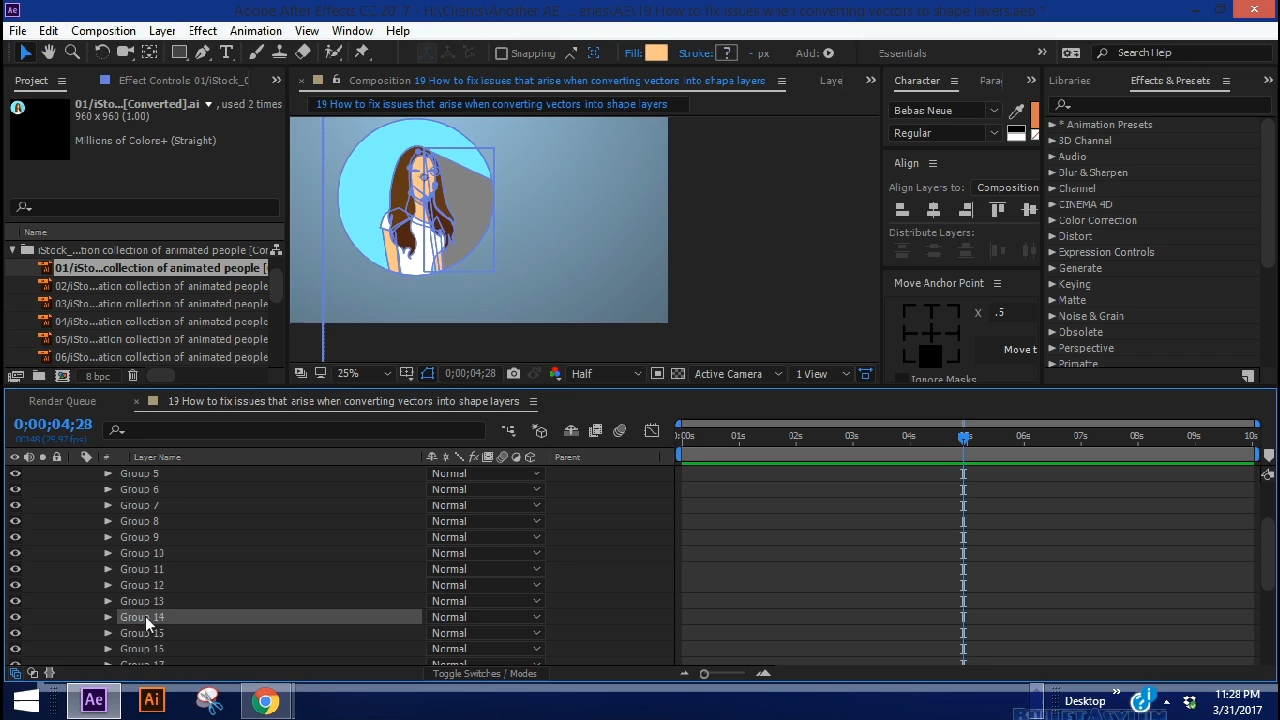 Ae
Adobe After Effects CC 2017 - H:\Clients\Another AE ... eries\AE\19 How to fix issues that arise when converting vectors to shape layers.aep *
File Edit Composition Layer Effect Animation View Window Help
Snapping Fill: Stroke: ? - px Add: Essentials Search Help
Project Effect Controls 01/iStock_0
Composition 19 How to fix issues that arise when converting vectors into shape layers Laye
Character Para Libraries Effects & Presets
01/iSto...[Converted].ai , used 2 times
960 x 960 (1.00)
Millions of Colors+ (Straight)
19 How to fix issues that arise when converting vectors into shape layers
Bebas Neue
Regular
Align
Align Layers to: Composition
Distribute Layers:
Move Anchor Point
X .5
Move t
Ignore Masks
* Animation Presets
3D Channel
Audio
Blur & Sharpen
Channel
CINEMA 4D
Color Correction
Distort
Expression Controls
Generate
Keying
Matte
Noise & Grain
Obsolete
Perspective
Primatte
Name
iStock_...tion collection of animated people [Cor
01/iSto...collection of animated people [
02/iSto...ation collection of animated people
03/iSto...ation collection of animated people
04/iSto...ation collection of animated people
05/iSto...ation collection of animated people
06/iSto...ation collection of animated people
8 bpc
25% 0;00;04;28 Half Active Camera 1 View
Render Queue 19 How to fix issues that arise when converting vectors into shape layers
0;00;04;28
00148 (29.97 fps)
:00s 01s 02s 03s 04s 05s 06s 07s 08s 09s 10s
# Layer Name Parent
Group 5 Normal
Group 6 Normal
Group 7 Normal
Group 8 Normal
Group 9 Normal
Group 10 Normal
Group 11 Normal
Group 12 Normal
Group 13 Normal
Group 14 Normal
Group 15 Normal
Group 16 Normal
Group 17
Toggle Switches / Modes
Ae Ai Desktop 11:28 PM
3/31/2017